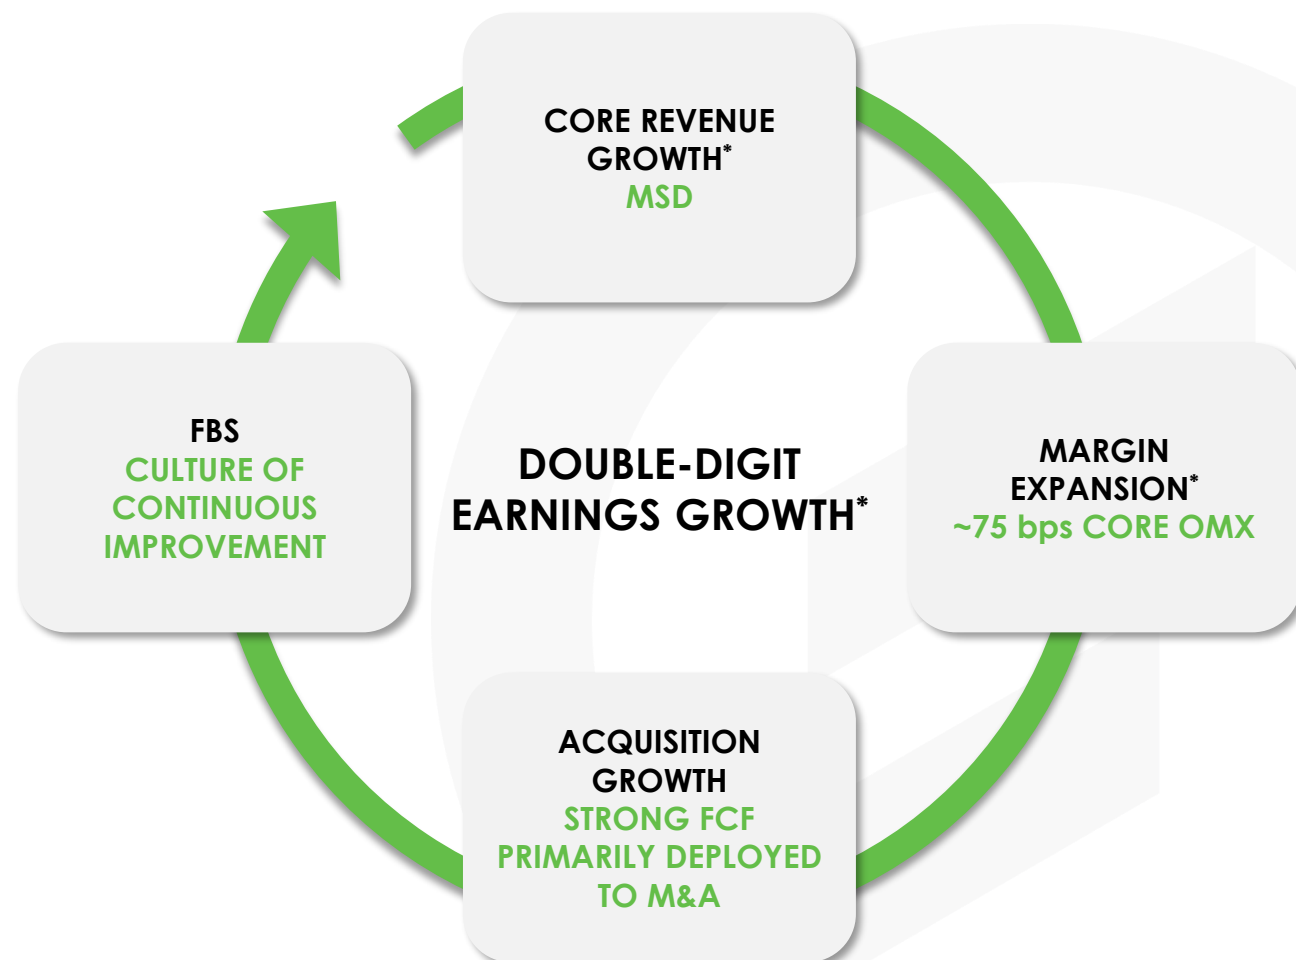 CORE REVENUE
GROWTH*
MSD
FBS
CULTURE OF
CONTINUOUS
IMPROVEMENT
DOUBLE-DIGIT
EARNINGS GROWTH*
MARGIN
EXPANSION*
~75 bps CORE OMX
ACQUISITION
GROWTH
STRONG FCF
PRIMARILY DEPLOYED
TO M&A